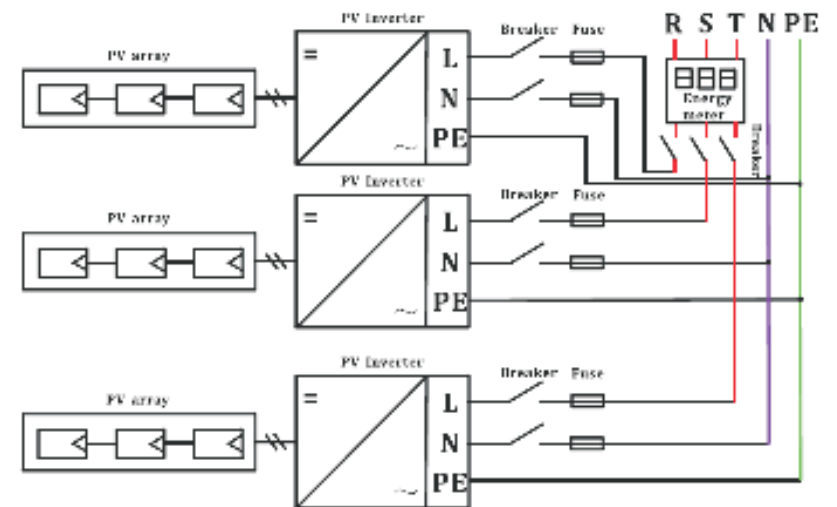 PV Inverter
Breaker Fuse
R S T N PE
PV array
L
Energy
meter
N
PE
Breaker
PV Inverter
Breaker Fuse
PV array
L
N
PE
PV Inverter
Breaker Fuse
PV array
L
N
PE